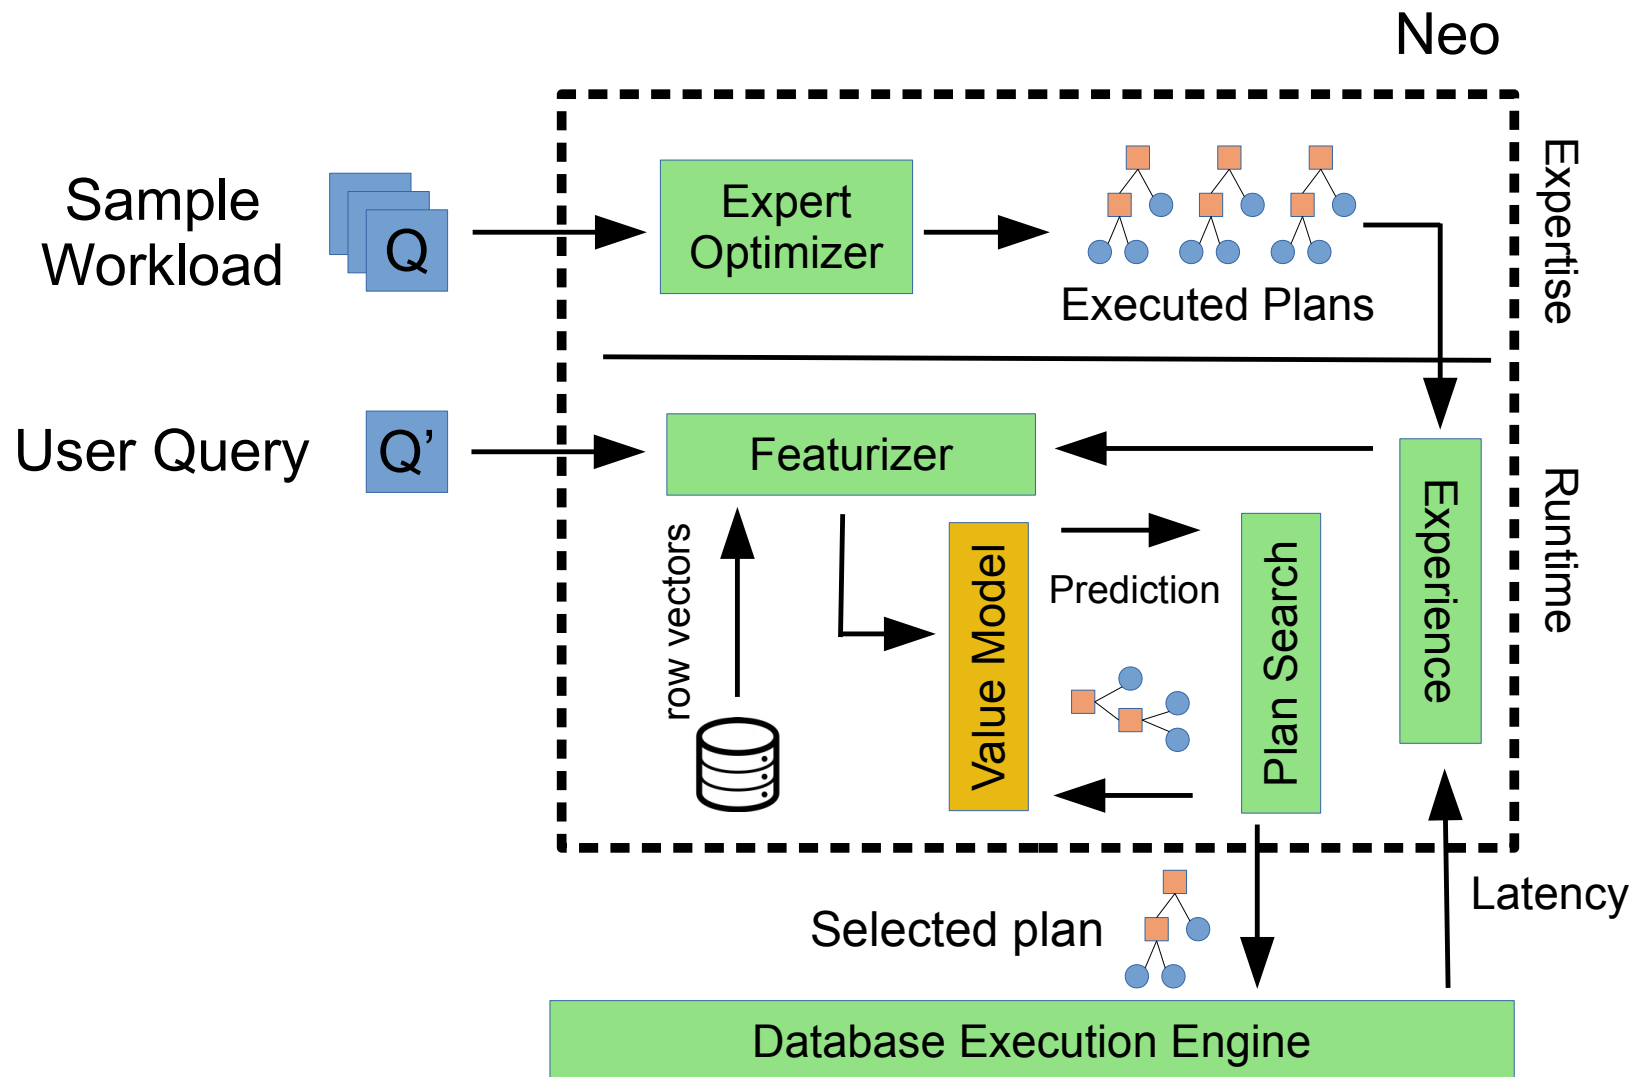 Neo
Sample
Workload
Q
Expert
Optimizer
Executed Plans
Expertise
User Query
Q’
Featurizer
row vectors
Value Model
Prediction
Plan Search
Experience
Runtime
Selected plan
Latency
Database Execution Engine